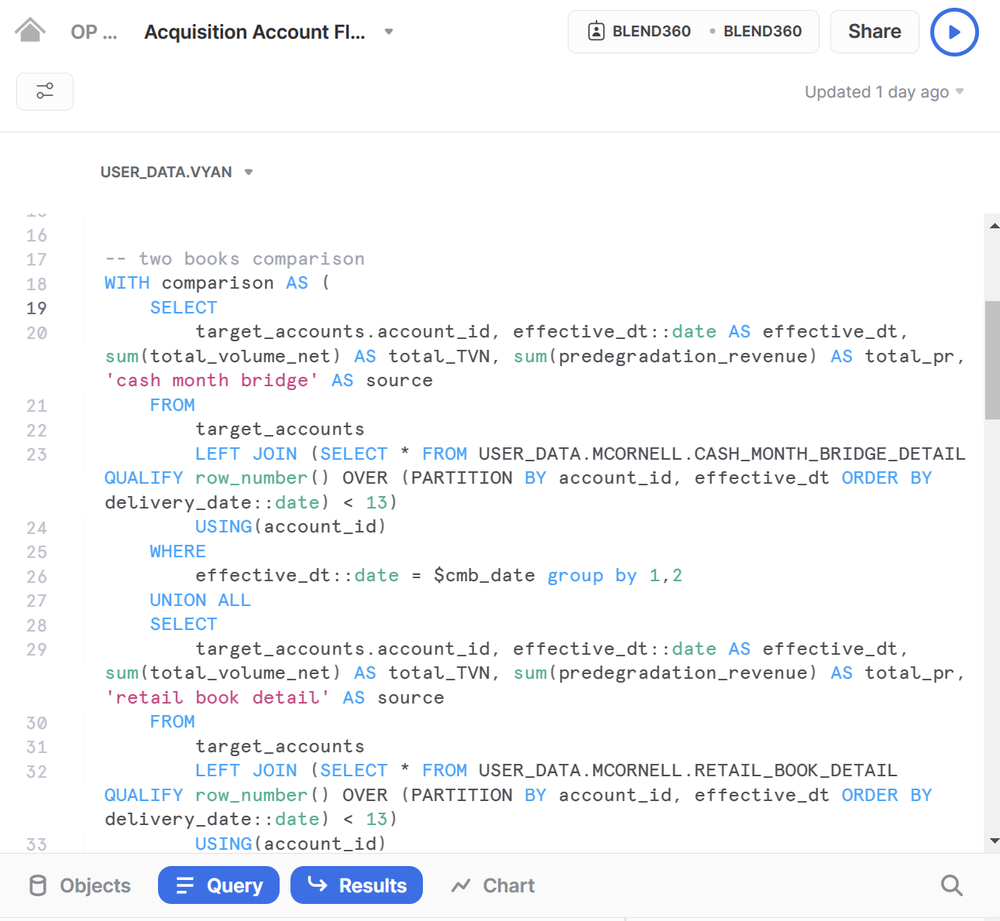 OP ...
Acquisition Account Fl...
BLEND360 • BLEND360
Share
Updated 1 day ago
USER_DATA.VYAN
16
17 -- two books comparison
18 WITH comparison AS (
19 SELECT
20 target_accounts.account_id, effective_dt::date AS effective_dt,
sum(total_volume_net) AS total_TVN, sum(predegradation_revenue) AS total_pr,
'cash month bridge' AS source
21 FROM
22 target_accounts
23 LEFT JOIN (SELECT * FROM USER_DATA.MCORNELL.CASH_MONTH_BRIDGE_DETAIL
QUALIFY row_number() OVER (PARTITION BY account_id, effective_dt ORDER BY
delivery_date::date) < 13)
24 USING(account_id)
25 WHERE
26 effective_dt::date = $cmb_date group by 1,2
27 UNION ALL
28 SELECT
29 target_accounts.account_id, effective_dt::date AS effective_dt,
sum(total_volume_net) AS total_TVN, sum(predegradation_revenue) AS total_pr,
'retail book detail' AS source
30 FROM
31 target_accounts
32 LEFT JOIN (SELECT * FROM USER_DATA.MCORNELL.RETAIL_BOOK_DETAIL
QUALIFY row_number() OVER (PARTITION BY account_id, effective_dt ORDER BY
delivery_date::date) < 13)
33 USING(account_id)
Objects
Query
Results
Chart